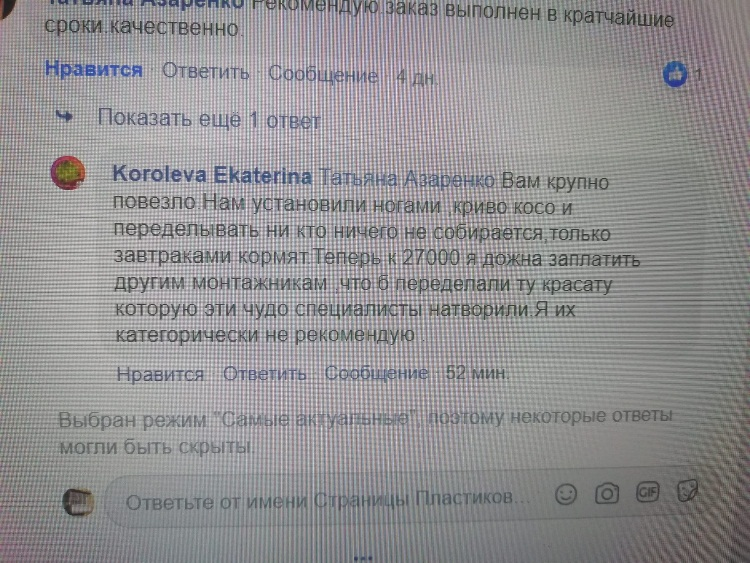 Татьяна Азаренко Рекомендую.заказ выполнен в кратчайшие
сроки.качественно.
Нравится · Ответить · Сообщение · 4 дн.
1
Показать ещё 1 ответ
Koroleva Ekaterina Татьяна Азаренко Вам крупно
повезло.Нам установили ногами ,криво косо и
переделывать ни кто ничего не собирается,только
завтраками кормят.Теперь к 27000 я дожна заплатить
другим монтажникам ,что б переделали ту красату
которую эти чудо специалисты натворили.Я их
категорически не рекомендую .
Нравится · Ответить · Сообщение · 52 мин.
Выбран режим "Самые актуальные", поэтому некоторые ответы
могли быть скрыты.
Ответьте от имени Страницы Пластиков...
GIF